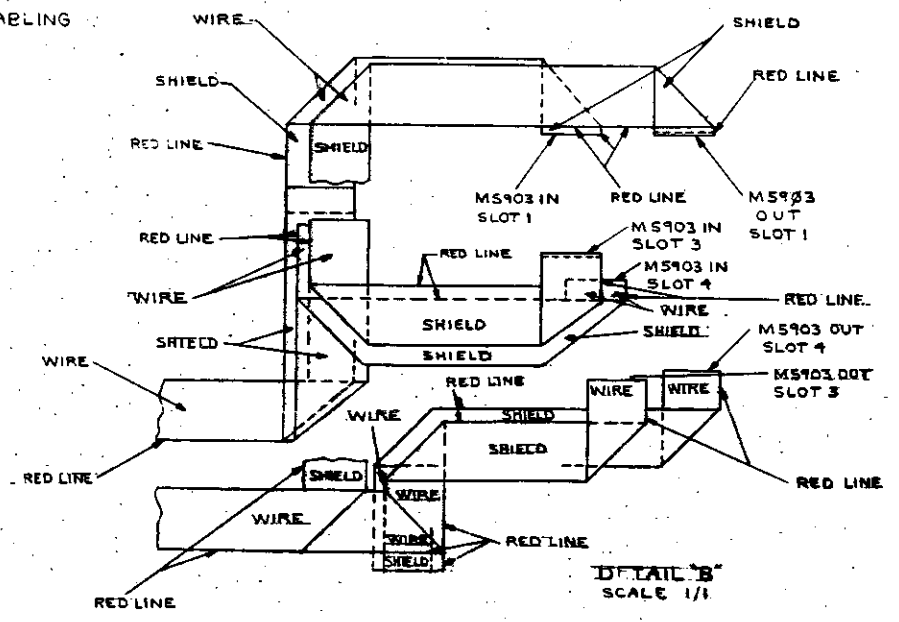 ABLING
WIRE
SHIELD
SHIELD
RED LINE
RED LINE
SHIELD
M5903 IN
SLOT 1
RED LINE
M59Ø3
OUT
SLOT 1
RED LINE
RED LINE
M5903 IN
SLOT 3
M5903 IN
SLOT 4
WIRE
RED LINE
WIRE
SHIELD
SHIELD
SHIELD
SHIELD
M5903 OUT
SLOT 4
WIRE
RED LINE
WIRE
WIRE
M5903 OUT
SLOT 3
WIRE
SHIELD
SHIELD
RED LINE
SHIELD
WIRE
RED LINE
WIRE
WIRE
RED LINE
SHIELD
RED LINE
DETAIL "B"
SCALE 1/1